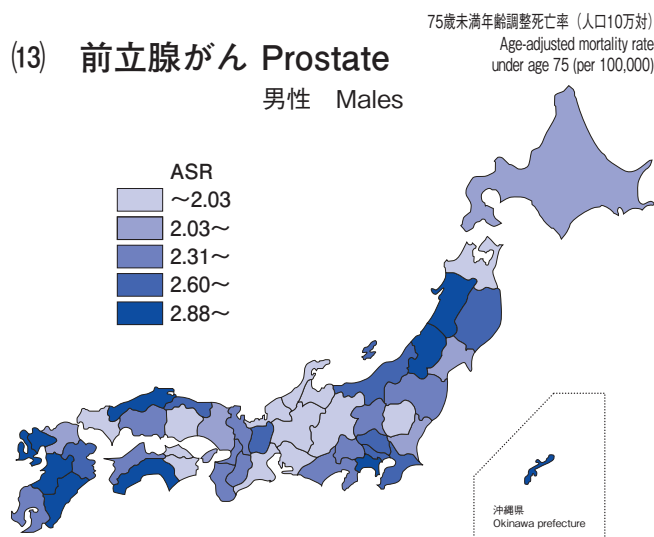 75歳未満年齢調整死亡率（人口10万対）
Age-adjusted mortality rate
under age 75 (per 100,000)
⒀ 前立腺がん Prostate
男性 Males
ASR
～2.03
2.03～
2.31～
2.60～
2.88～
沖縄県
Okinawa prefecture